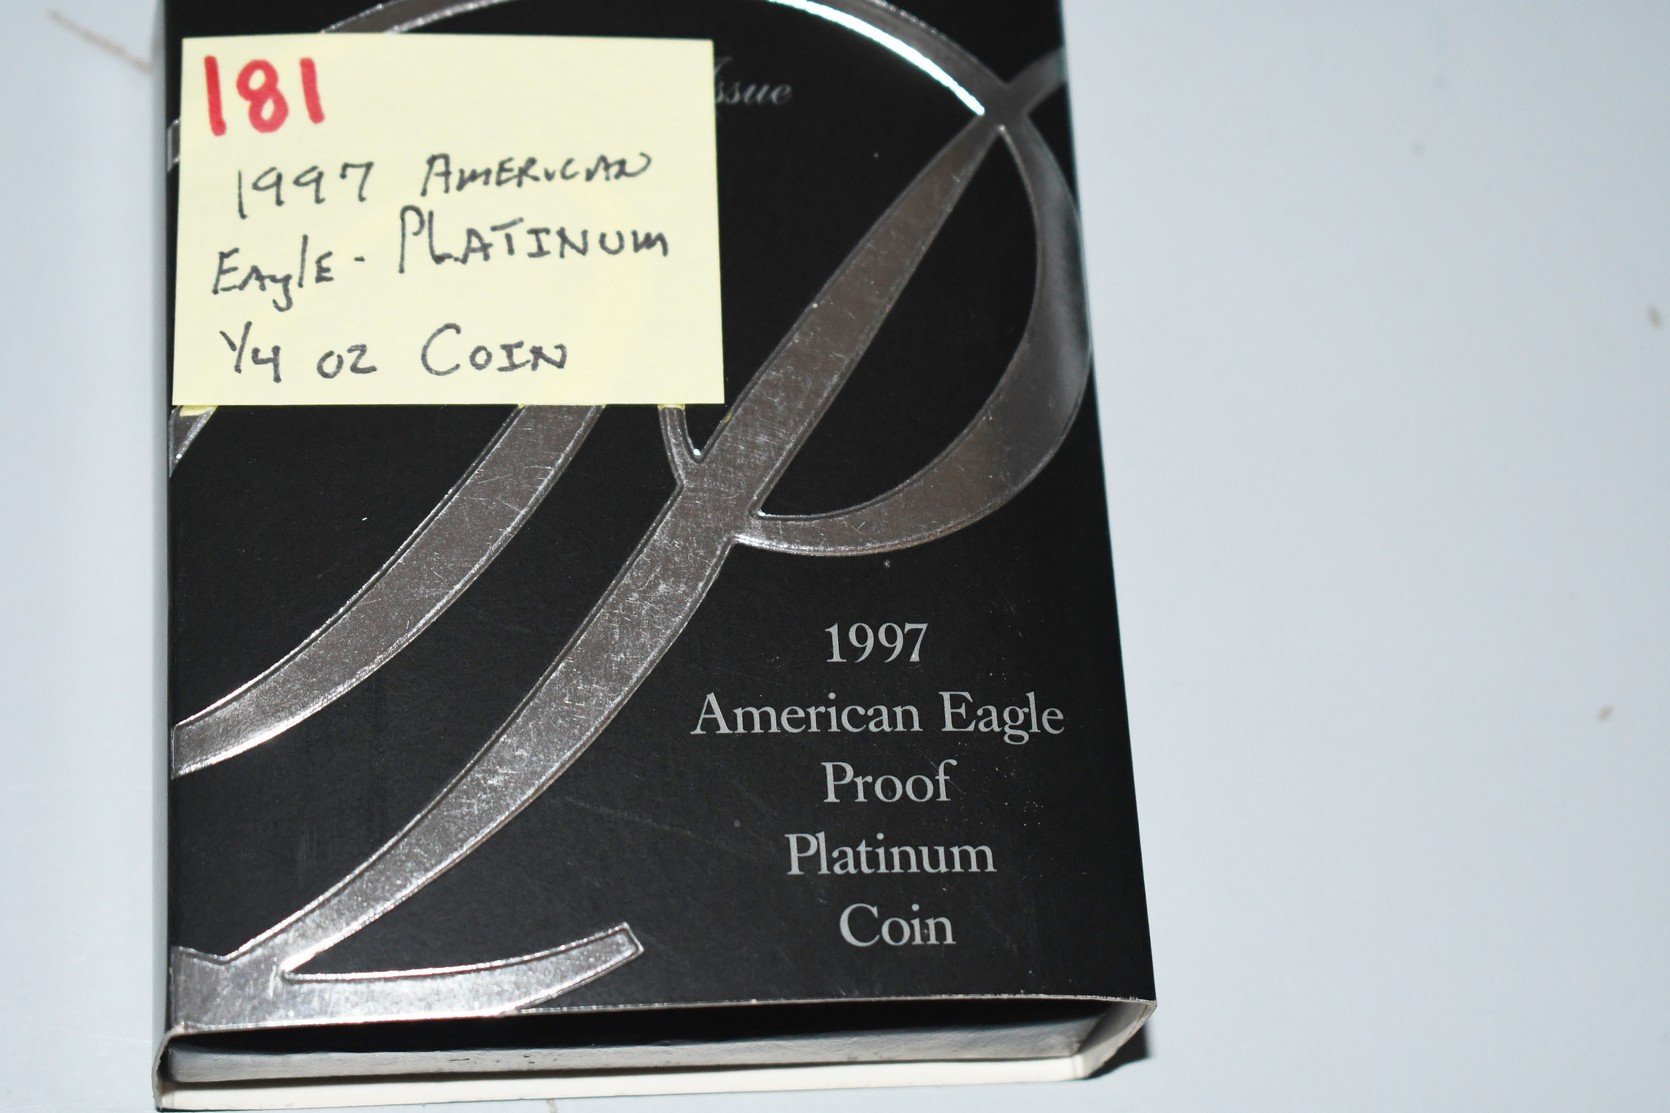 181
1997 AMERICAN
EAglE - PLATINUM
1/4 oz COIN
Issue
1997
American Eagle
Proof
Platinum
Coin